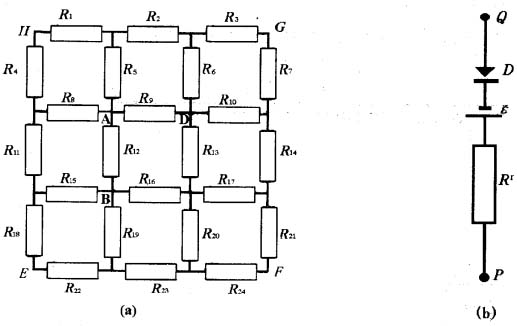 H R1 R2 R3 G
R4 R5 R6 R7
R8 R9 R10
A D
R11 R12 R13 R14
R15 R16 R17
B
R18 R19 R20 R21
E R22 R23 R24 F
(a)
Q
D
ε
Rr
P
(b)